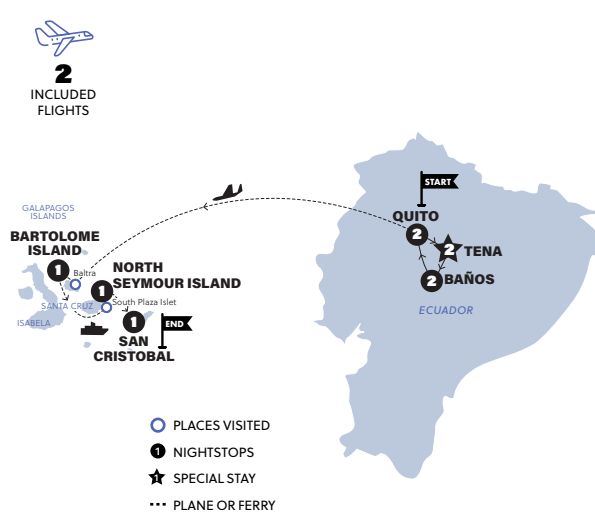 2
INCLUDED
FLIGHTS
START
QUITO
2
2
TENA
2
BAÑOS
ECUADOR
GALAPAGOS
ISLANDS
BARTOLOME
ISLAND
1
Baltra
NORTH
1
SEYMOUR ISLAND
South Plaza Islet
SANTA CRUZ
ISABELA
1
END
SAN
CRISTOBAL
PLACES VISITED
1 NIGHTSTOPS
1 SPECIAL STAY
PLANE OR FERRY